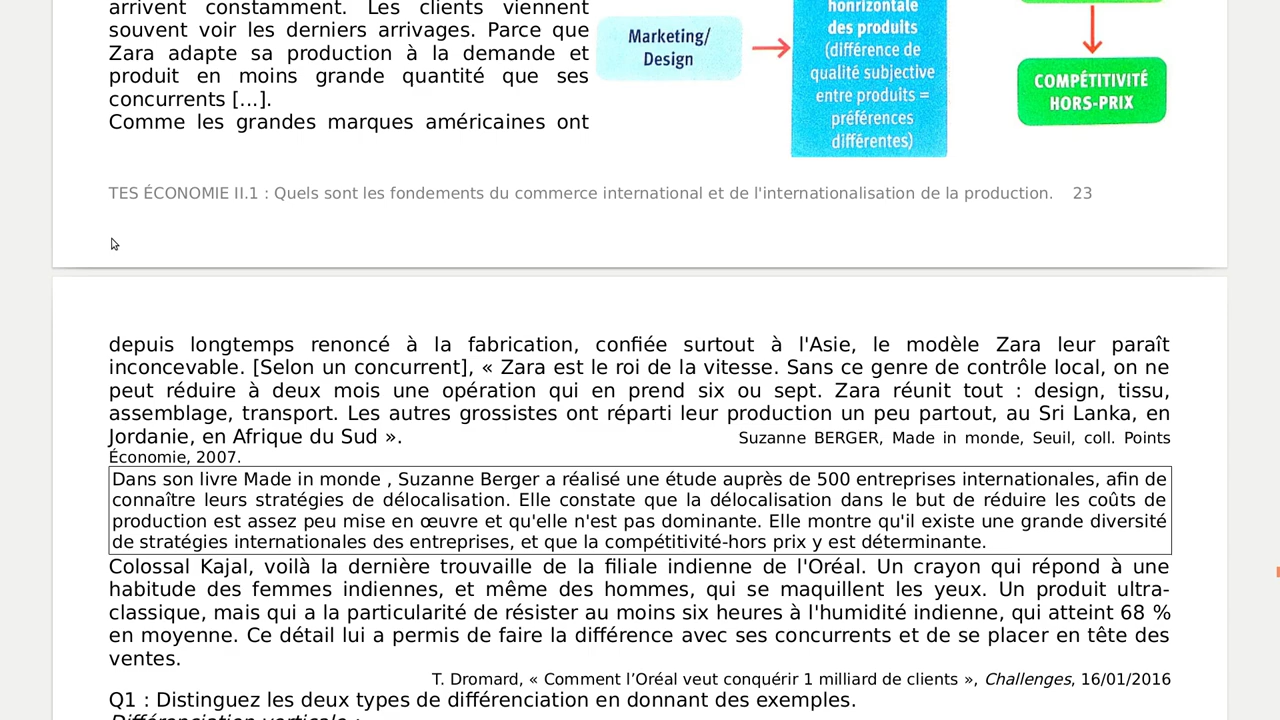 arrivent constamment. Les clients viennent
souvent voir les derniers arrivages. Parce que
Zara adapte sa production à la demande et
produit en moins grande quantité que ses
concurrents [...].
Comme les grandes marques américaines ont
Marketing/
Design
honrizontale
des produits
(différence de
qualité subjective
entre produits =
préférences
différentes)
COMPÉTITIVITÉ
HORS-PRIX
TES ÉCONOMIE II.1 : Quels sont les fondements du commerce international et de l'internationalisation de la production. 23
depuis longtemps renoncé à la fabrication, confiée surtout à l'Asie, le modèle Zara leur paraît
inconcevable. [Selon un concurrent], « Zara est le roi de la vitesse. Sans ce genre de contrôle local, on ne
peut réduire à deux mois une opération qui en prend six ou sept. Zara réunit tout : design, tissu,
assemblage, transport. Les autres grossistes ont réparti leur production un peu partout, au Sri Lanka, en
Jordanie, en Afrique du Sud ». Suzanne BERGER, Made in monde, Seuil, coll. Points
Économie, 2007.
Dans son livre Made in monde , Suzanne Berger a réalisé une étude auprès de 500 entreprises internationales, afin de
connaître leurs stratégies de délocalisation. Elle constate que la délocalisation dans le but de réduire les coûts de
production est assez peu mise en œuvre et qu'elle n'est pas dominante. Elle montre qu'il existe une grande diversité
de stratégies internationales des entreprises, et que la compétitivité-hors prix y est déterminante.
Colossal Kajal, voilà la dernière trouvaille de la filiale indienne de l'Oréal. Un crayon qui répond à une
habitude des femmes indiennes, et même des hommes, qui se maquillent les yeux. Un produit ultra-
classique, mais qui a la particularité de résister au moins six heures à l'humidité indienne, qui atteint 68 %
en moyenne. Ce détail lui a permis de faire la différence avec ses concurrents et de se placer en tête des
ventes.
T. Dromard, « Comment l’Oréal veut conquérir 1 milliard de clients », Challenges, 16/01/2016
Q1 : Distinguez les deux types de différenciation en donnant des exemples.
Différenciation verticale :